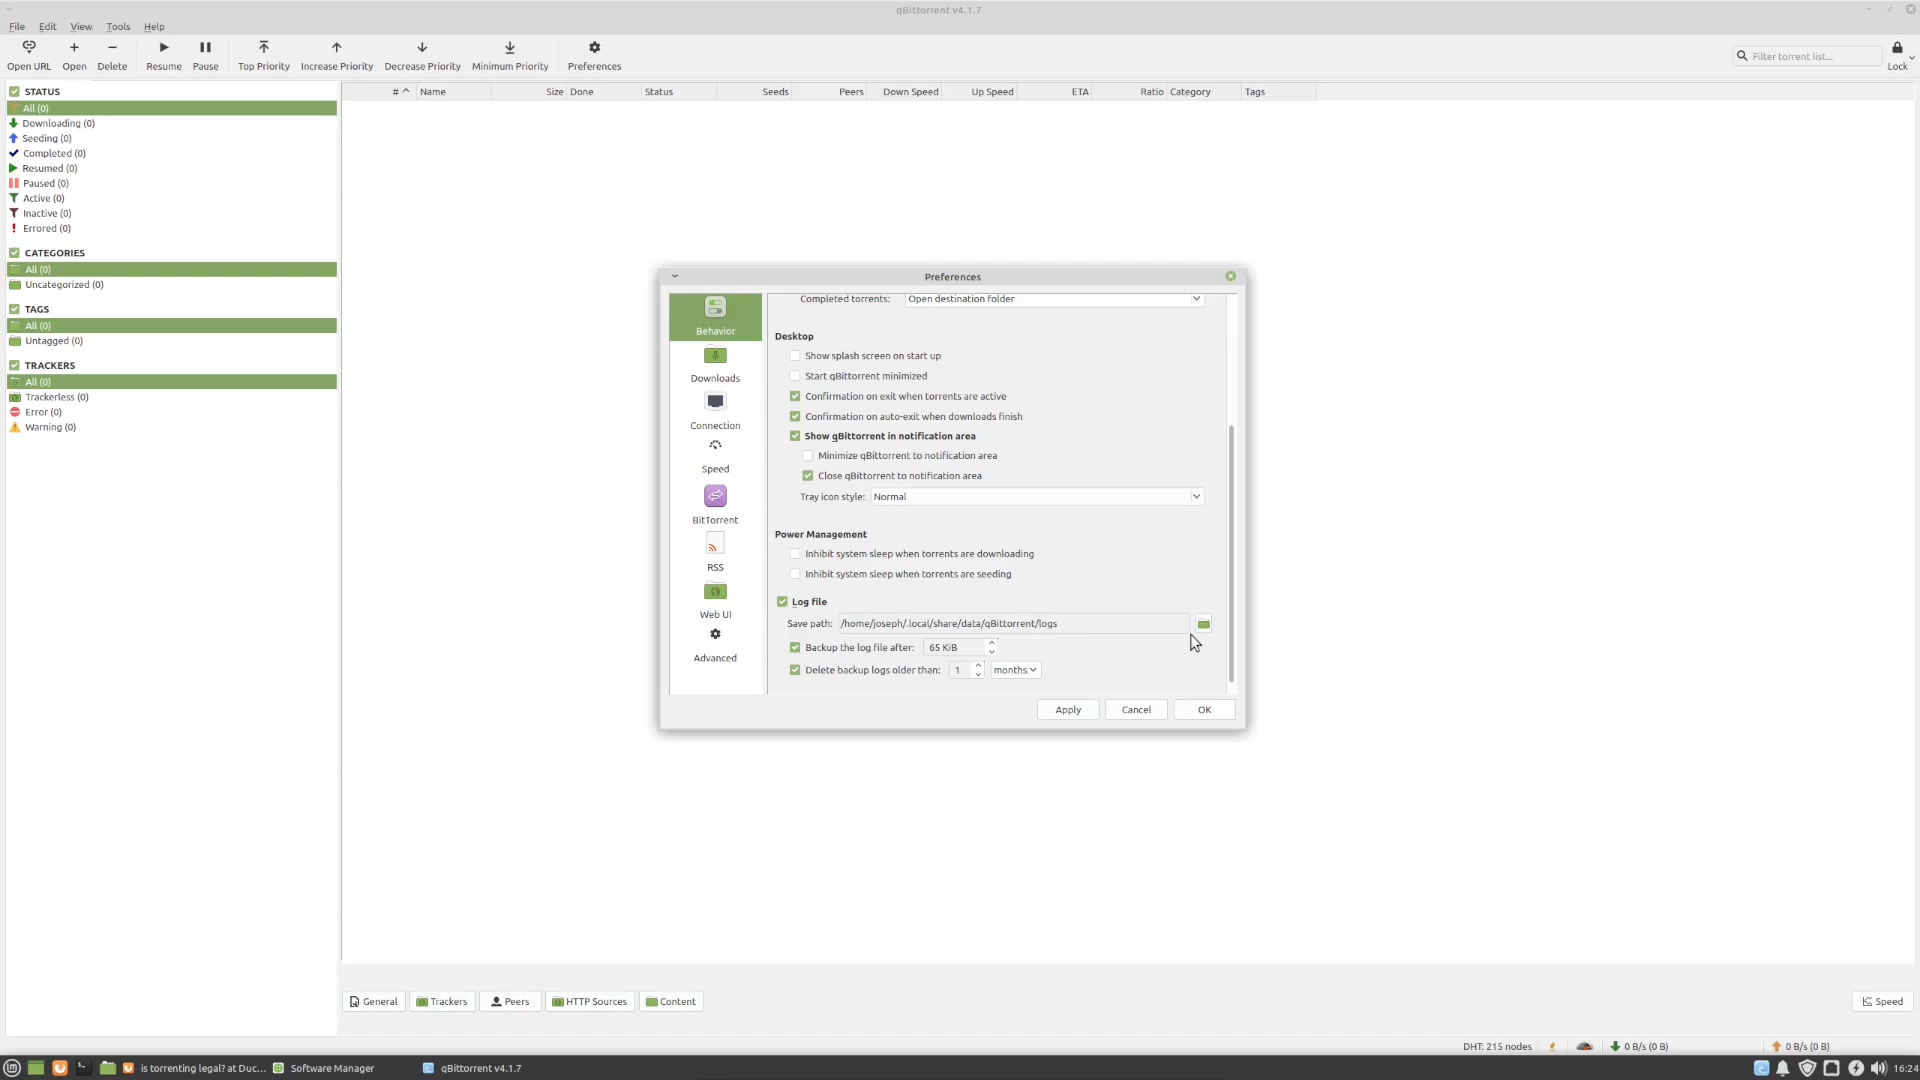 qBittorrent v4.1.7
File Edit View Tools Help
Open URL Open Delete Resume Pause Top Priority Increase Priority Decrease Priority Minimum Priority Preferences Filter torrent list... Lock
STATUS
All (0)
Downloading (0)
Seeding (0)
Completed (0)
Resumed (0)
Paused (0)
Active (0)
Inactive (0)
Errored (0)
CATEGORIES
All (0)
Uncategorized (0)
TAGS
All (0)
Untagged (0)
TRACKERS
All (0)
Trackerless (0)
Error (0)
Warning (0)
# Name Size Done Status Seeds Peers Down Speed Up Speed ETA Ratio Category Tags
Preferences
Behavior
Downloads
Connection
Speed
BitTorrent
RSS
Web UI
Advanced
Completed torrents: Open destination folder
Desktop
Show splash screen on start up
Start qBittorrent minimized
Confirmation on exit when torrents are active
Confirmation on auto-exit when downloads finish
Show qBittorrent in notification area
Minimize qBittorrent to notification area
Close qBittorrent to notification area
Tray icon style: Normal
Power Management
Inhibit system sleep when torrents are downloading
Inhibit system sleep when torrents are seeding
Log file
Save path: /home/joseph/.local/share/data/qBittorrent/logs
Backup the log file after: 65 KiB
Delete backup logs older than: 1 months
Apply Cancel OK
General Trackers Peers HTTP Sources Content Speed
DHT: 215 nodes 0 B/s (0 B) 0 B/s (0 B)
is torrenting legal? at Duc... Software Manager qBittorrent v4.1.7 16:24